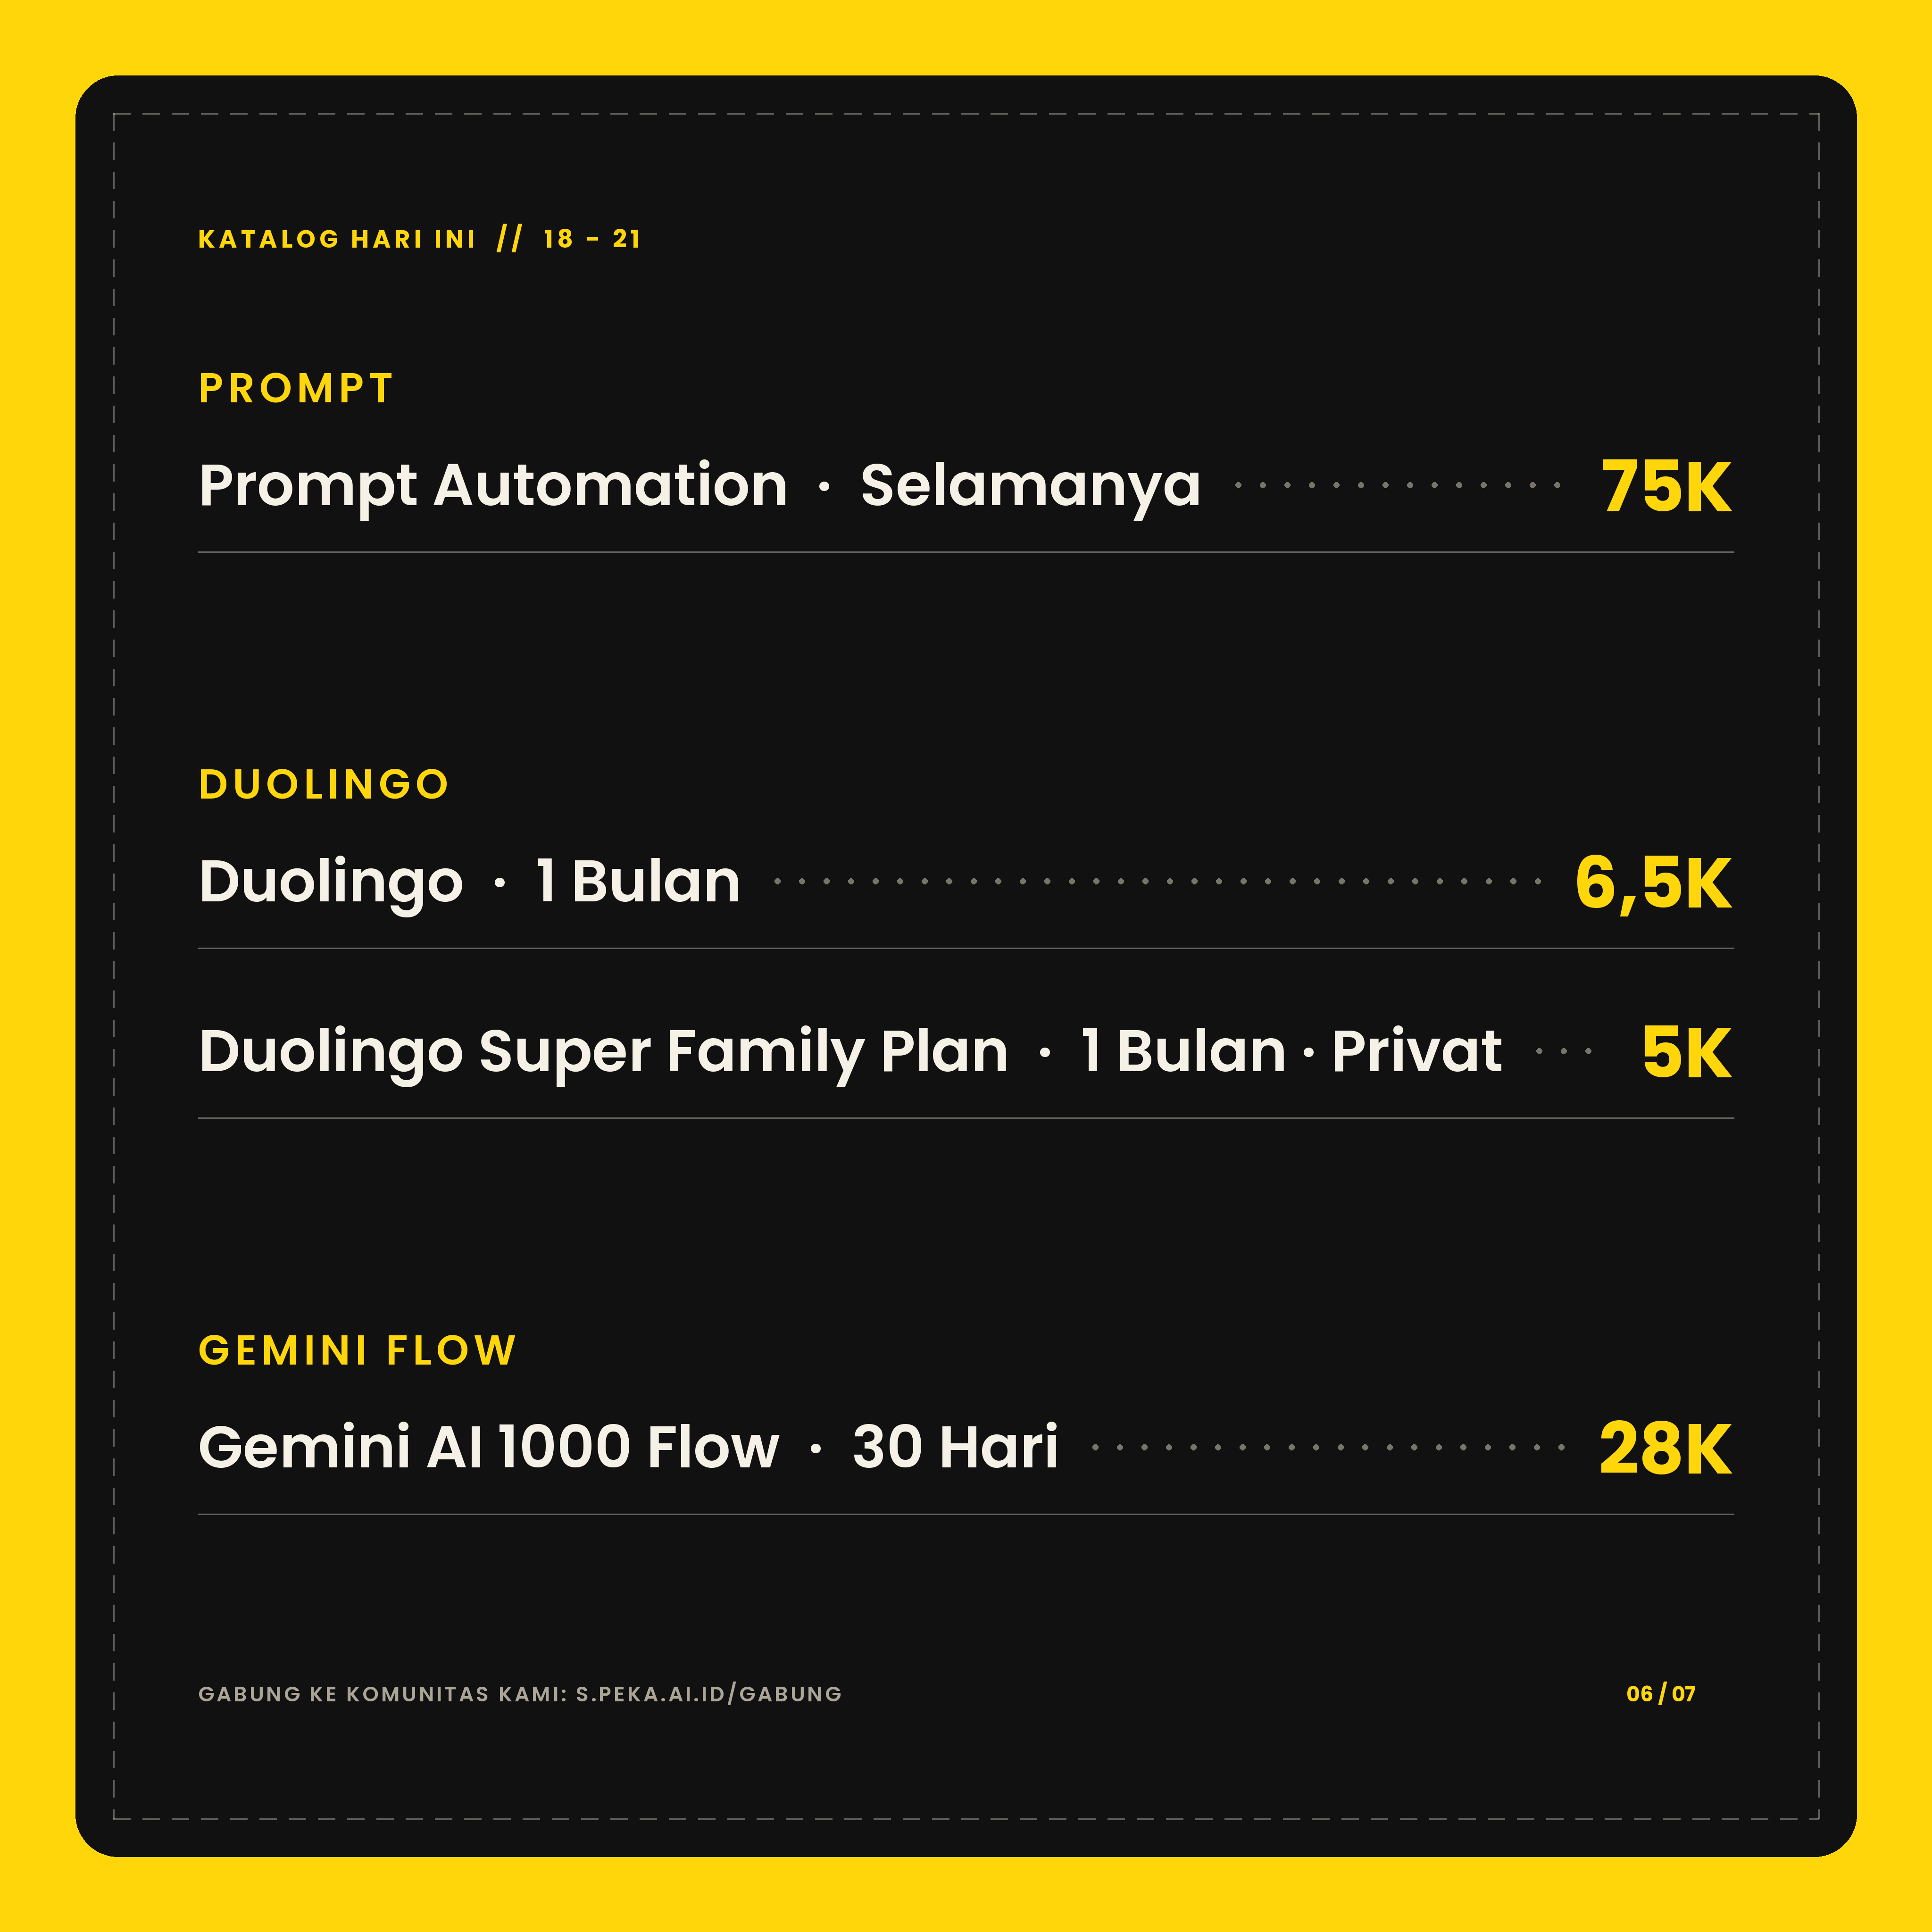 KATALOG HARI INI // 18 - 21
PROMPT
Prompt Automation · Selamanya ·············· 75K
DUOLINGO
Duolingo · 1 Bulan ································ 6,5K
Duolingo Super Family Plan · 1 Bulan · Privat ··· 5K
GEMINI FLOW
Gemini AI 1000 Flow · 30 Hari ···················· 28K
GABUNG KE KOMUNITAS KAMI: S.PEKA.AI.ID/GABUNG 06 / 07